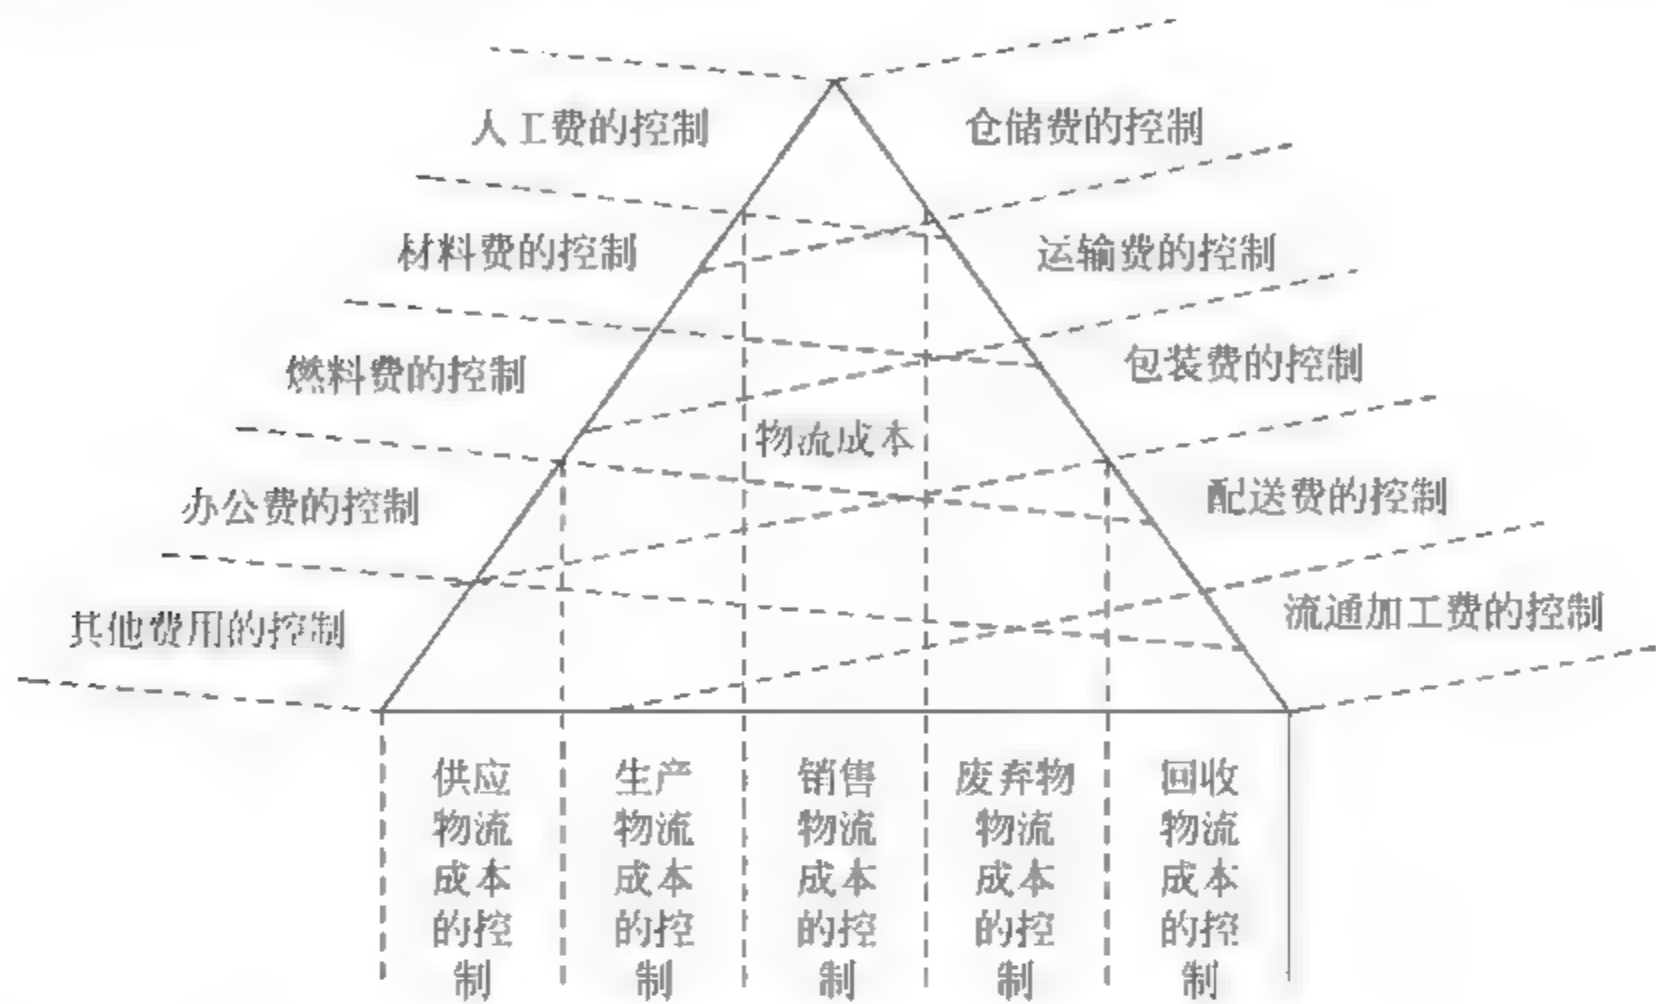 人工费的控制
仓储费的控制
材料费的控制
运输费的控制
燃料费的控制
包装费的控制
物流成本
办公费的控制
配送费的控制
其他费用的控制
流通加工费的控制
供应
物流
成本
的控
制
生产
物流
成本
的控
制
销售
物流
成本
的控
制
废弃物
物流
成本
的控
制
回收
物流
成本
的控
制